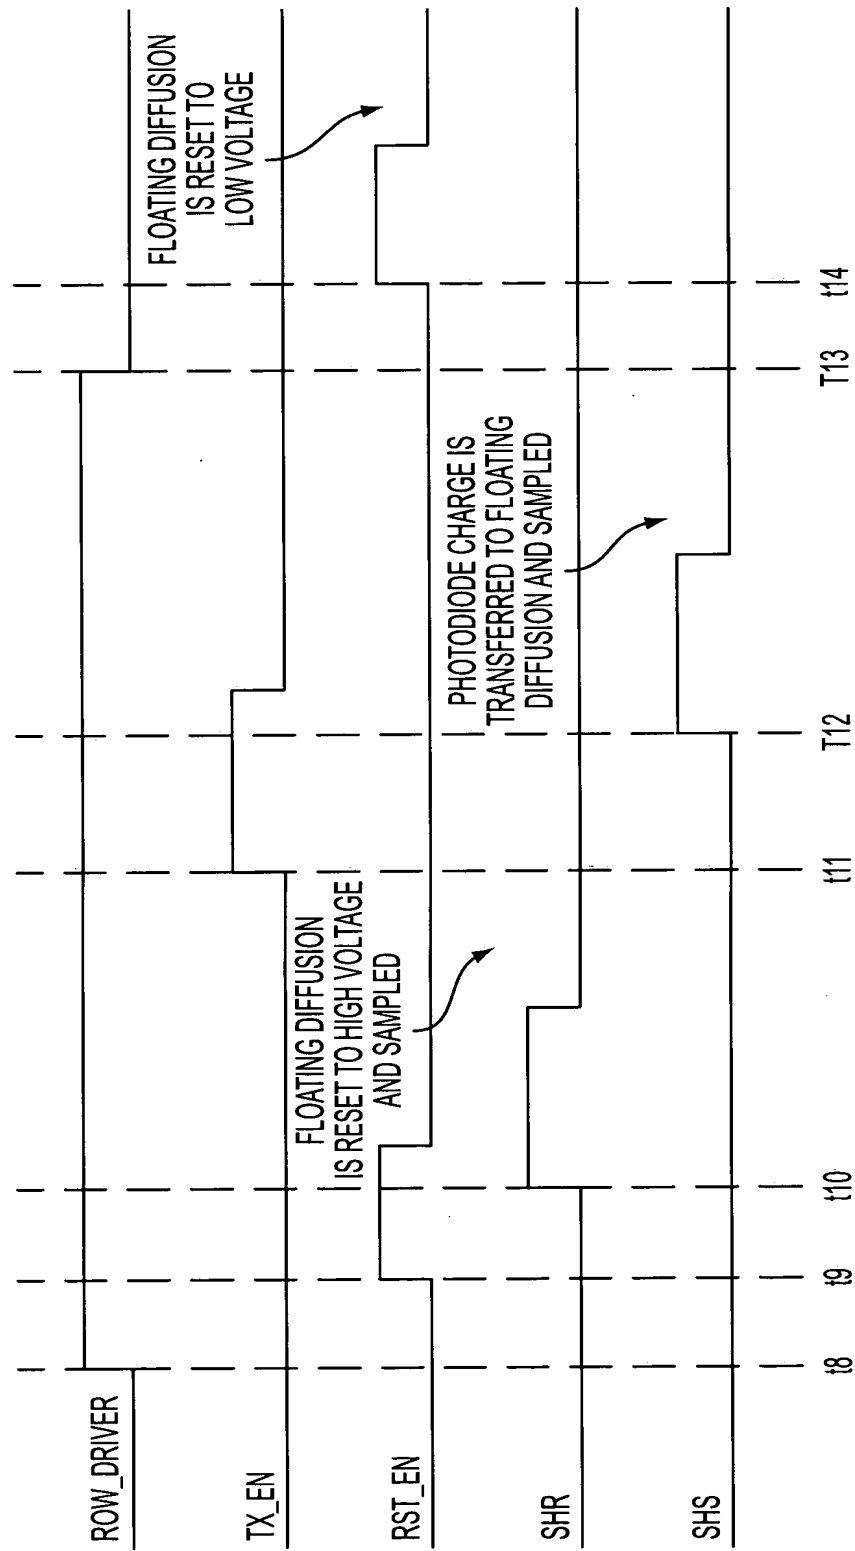 ROW_DRIVER
TX_EN
RST_EN
SHR
SHS
FLOATING DIFFUSION
IS RESET TO
LOW VOLTAGE
FLOATING DIFFUSION
IS RESET TO HIGH VOLTAGE
AND SAMPLED
PHOTODIODE CHARGE IS
TRANSFERRED TO FLOATING
DIFFUSION AND SAMPLED
t8
t9
t10
t11
T12
T13
t14